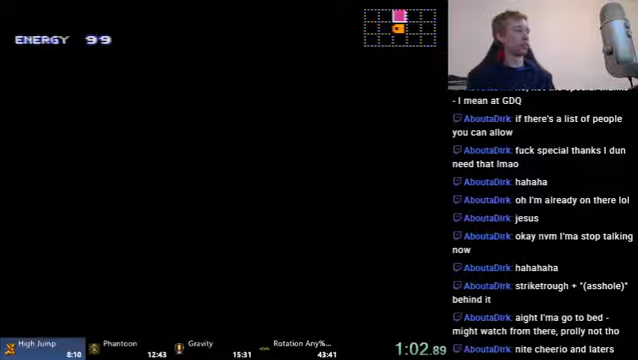 ENERGY 99
- I mean at GDQ
AboutaDirk: if there's a list of people
you can allow
AboutaDirk: fuck special thanks I dun
need that lmao
AboutaDirk: hahaha
AboutaDirk: oh I'm already on there lol
AboutaDirk: jesus
AboutaDirk: okay nvm I'ma stop talking
now
AboutaDirk: hahahaha
AboutaDirk: striketrough + "(asshole)"
behind it
AboutaDirk: aight I'ma go to bed -
might watch from there, prolly not tho
AboutaDirk: nite cheerio and laters
High Jump 8:10
Phantoon 12:43
Gravity 15:31
Rotation Any%... 43:41
1:02.89